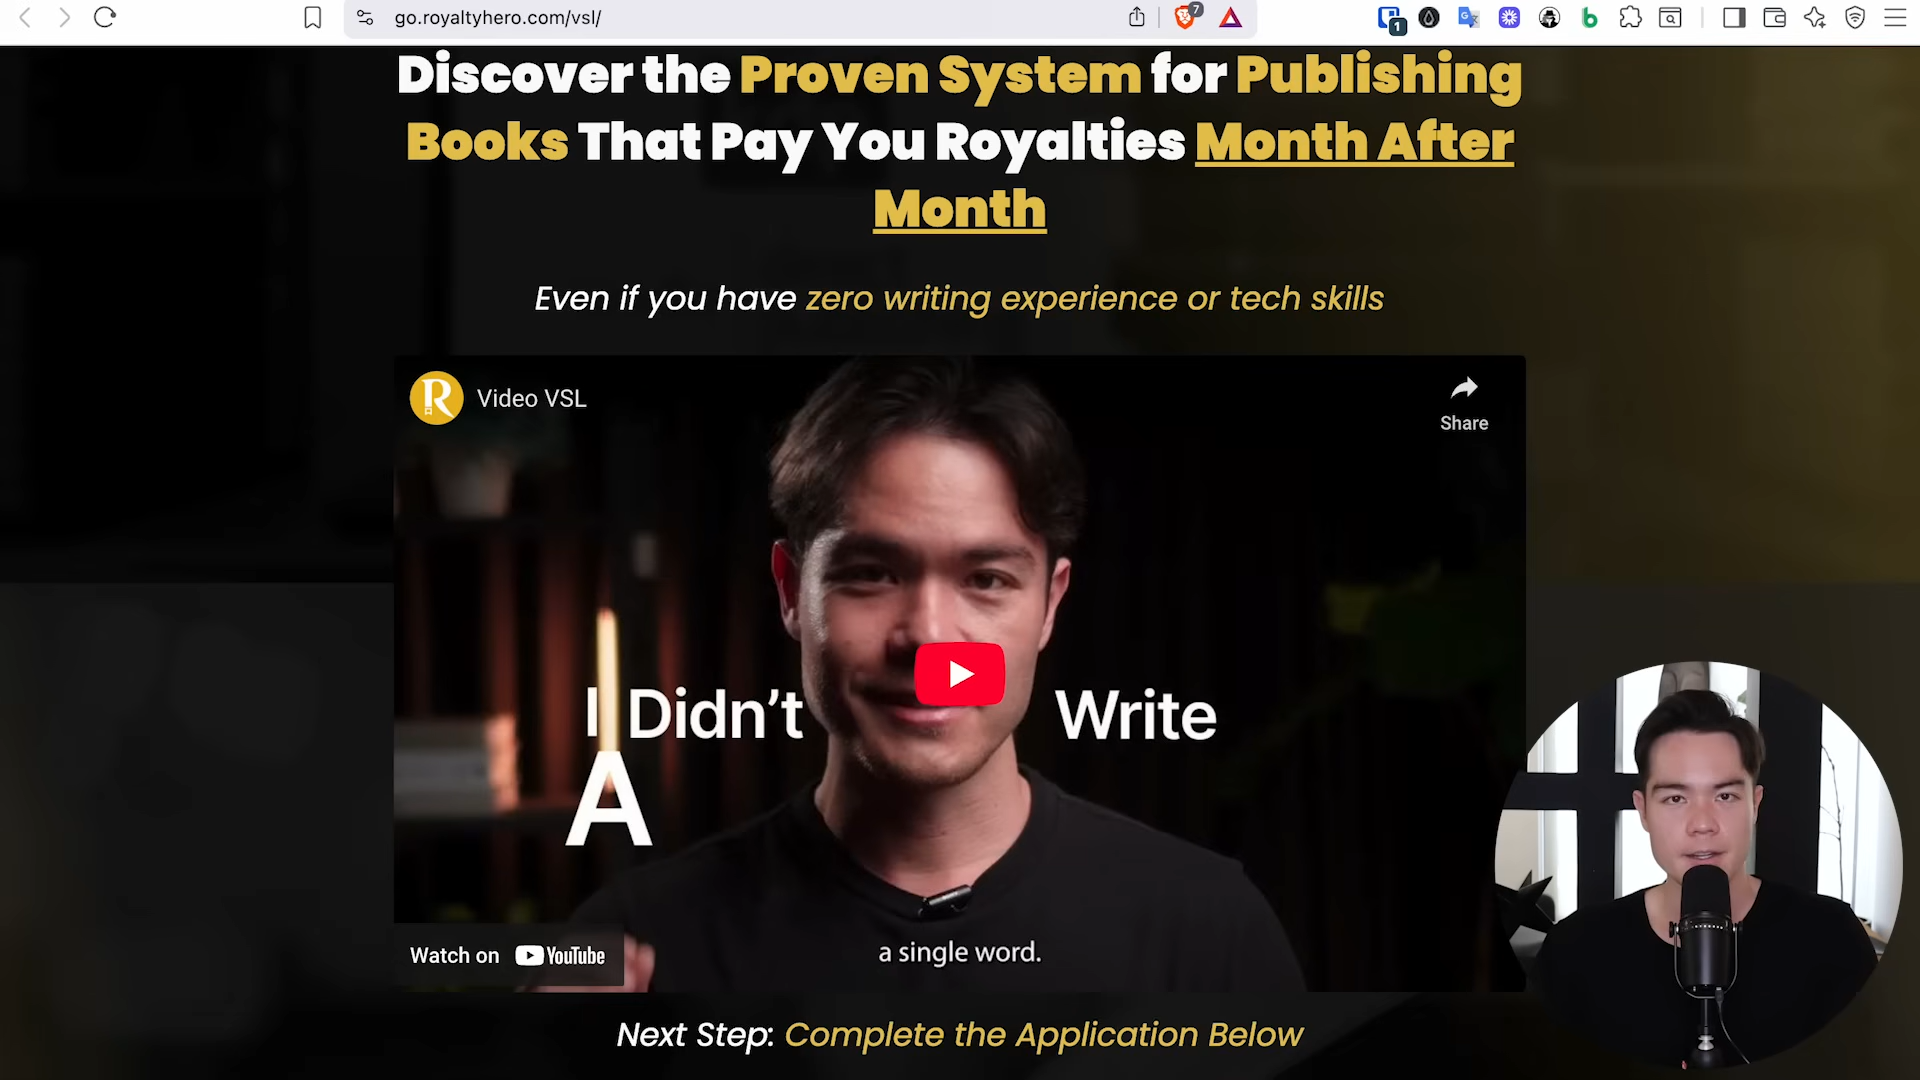 go.royaltyhero.com/vsl/
7
1
Discover the Proven System for Publishing
Books That Pay You Royalties Month After
Month
Even if you have zero writing experience or tech skills
R
Video VSL
Share
I Didn't Write
A
a single word.
Watch on YouTube
Next Step: Complete the Application Below